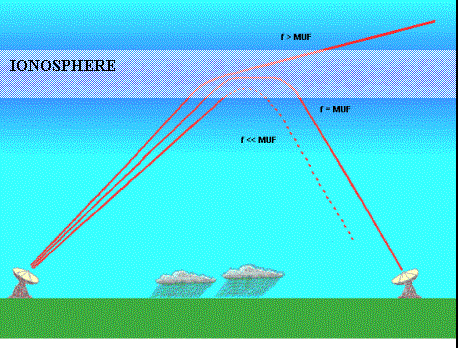 f > MUF
IONOSPHERE
f = MUF
f << MUF